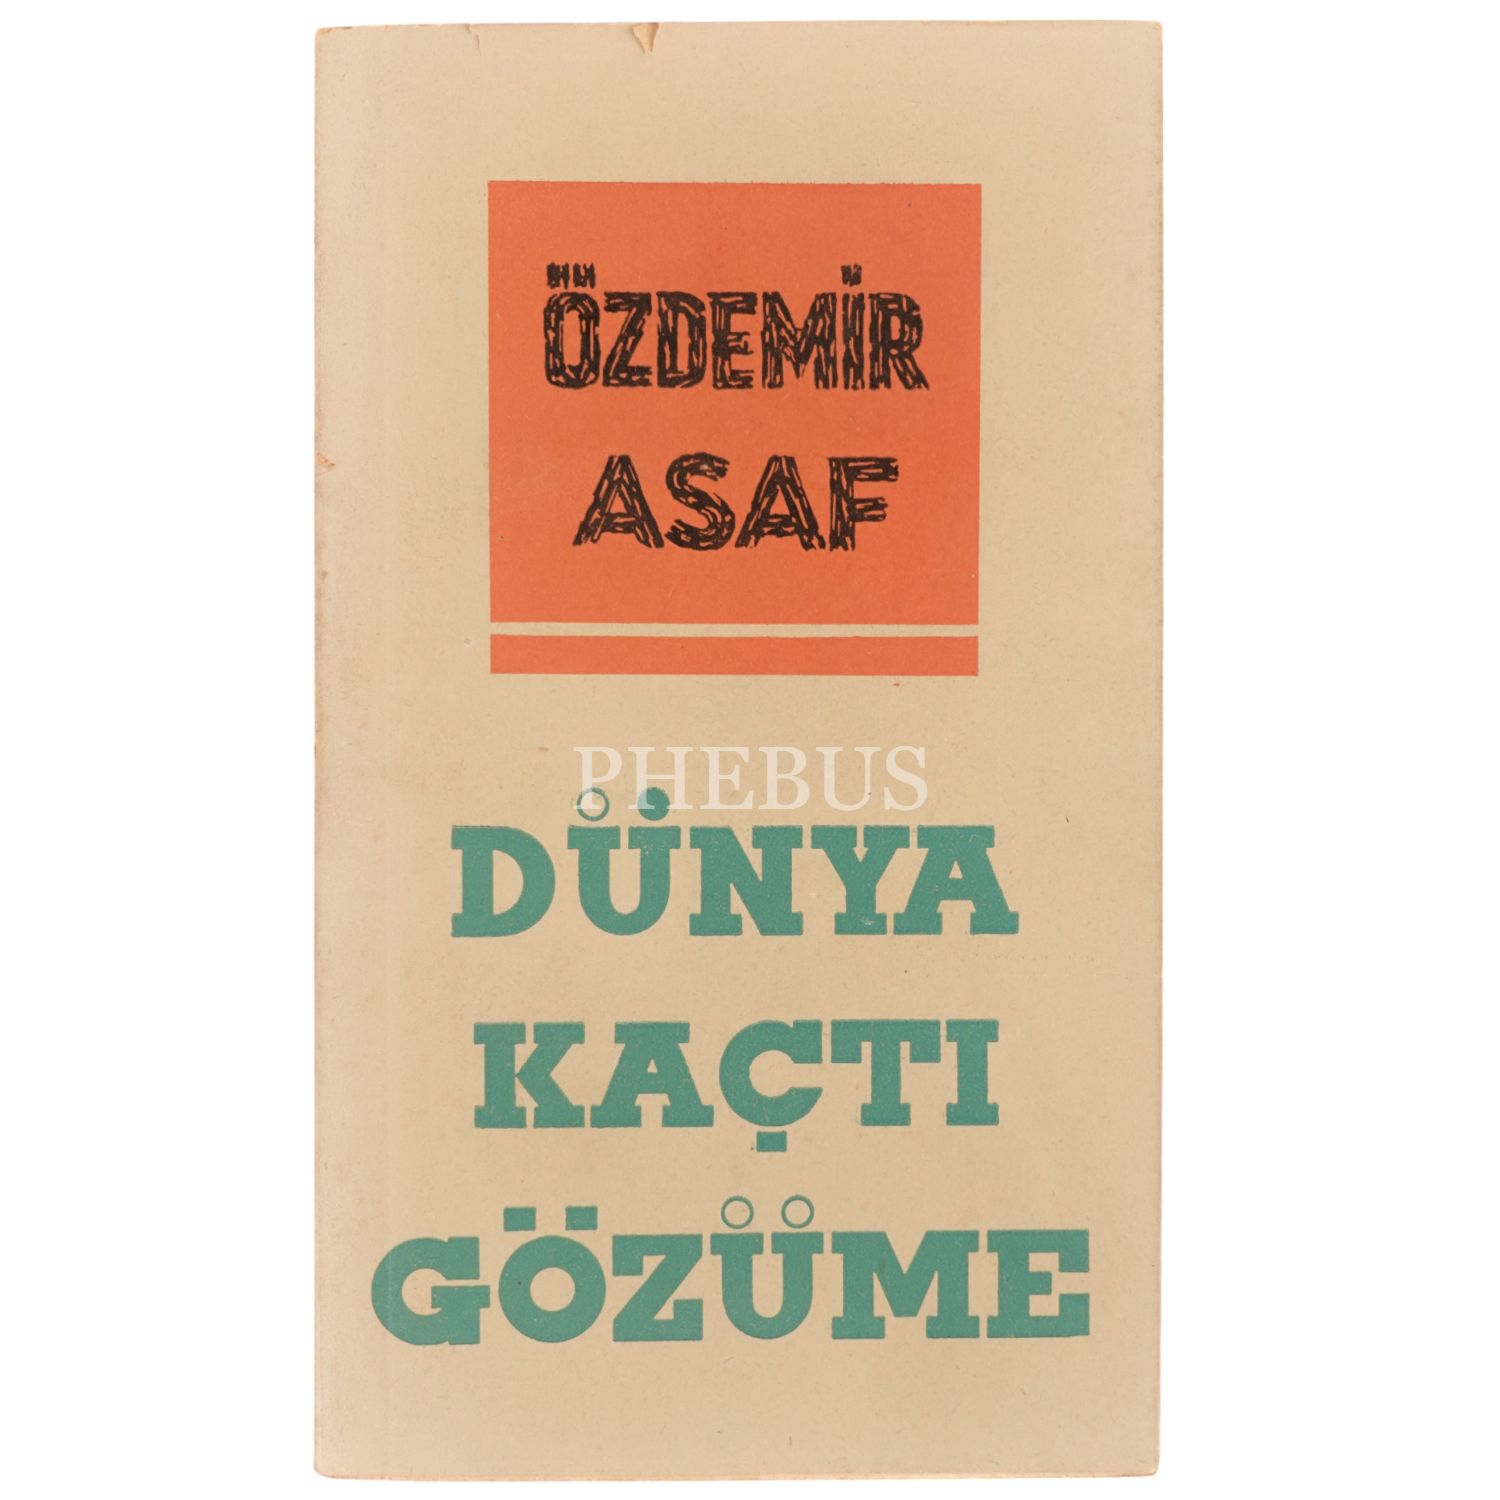 ÖZDEMİR
ASAF
PHEBUS
DÜNYA
KAÇTI
GÖZÜME